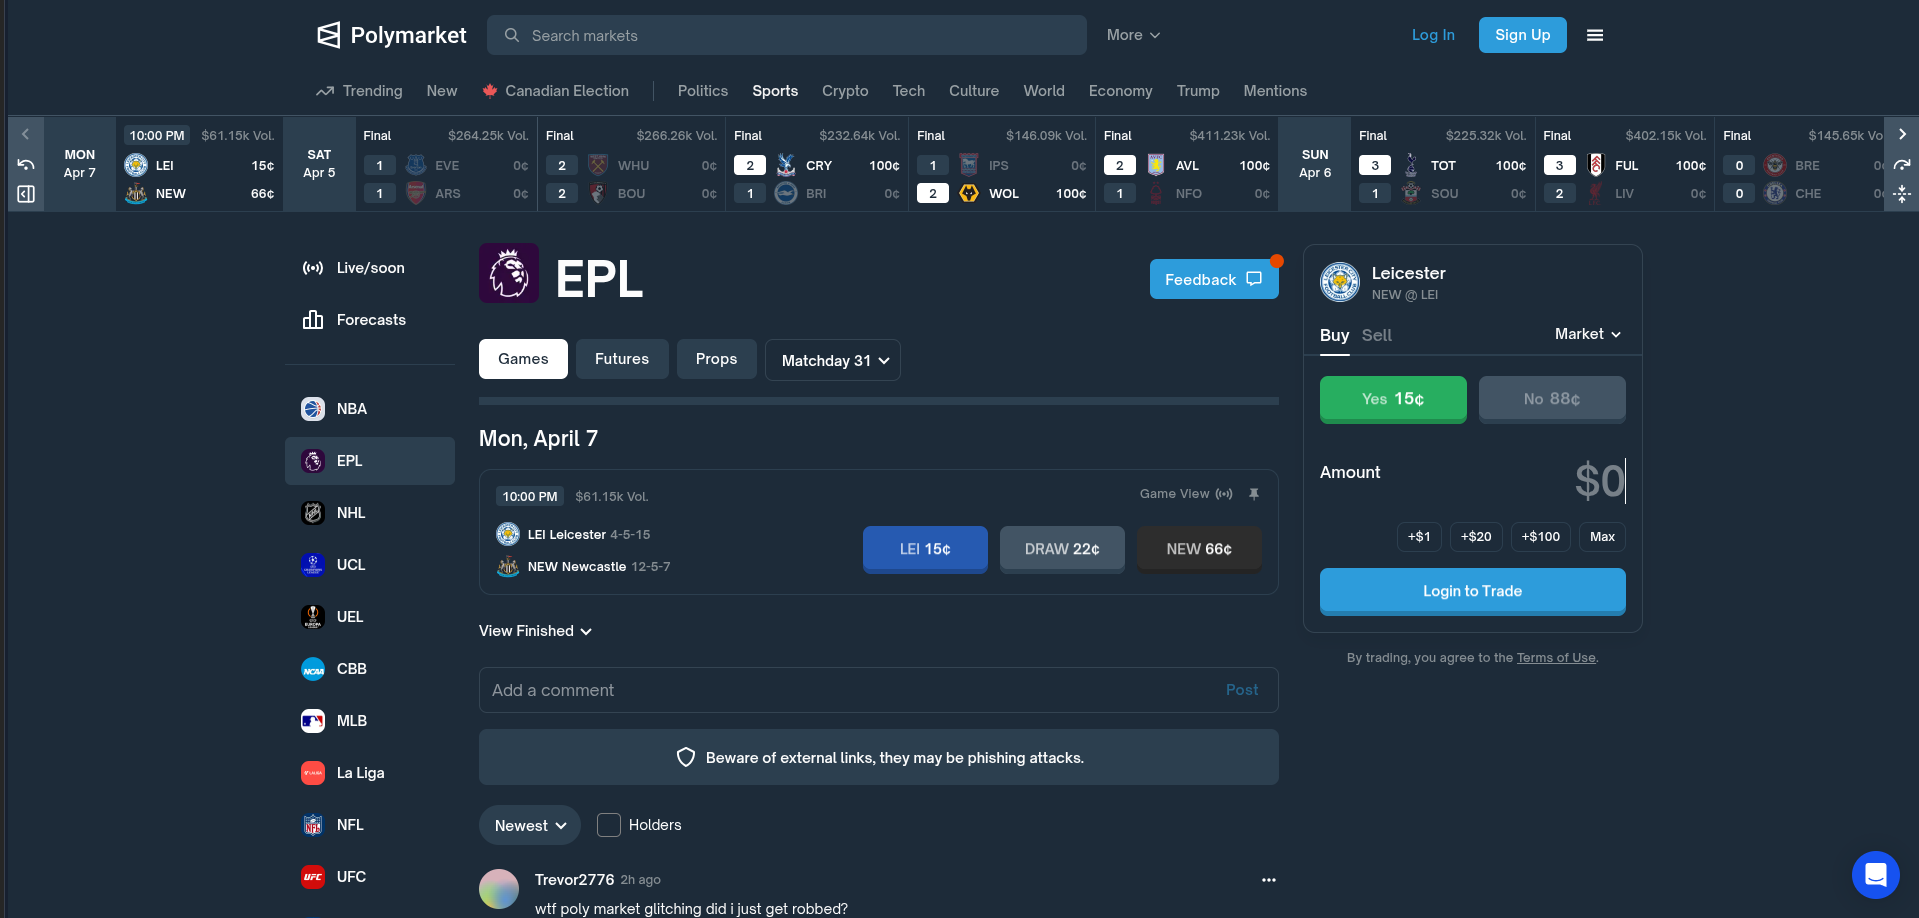 Polymarket
Search markets
More
Log In
Sign Up
Trending
New
Canadian Election
Politics
Sports
Crypto
Tech
Culture
World
Economy
Trump
Mentions
MON
Apr 7
10:00 PM $61.15k Vol.
LEI 15¢
NEW 66¢
SAT
Apr 5
Final $264.25k Vol.
1 EVE 0¢
1 ARS 0¢
Final $266.26k Vol.
2 WHU 0¢
2 BOU 0¢
Final $232.64k Vol.
2 CRY 100¢
1 BRI 0¢
Final $146.09k Vol.
1 IPS 0¢
2 WOL 100¢
Final $411.23k Vol.
2 AVL 100¢
1 NFO 0¢
SUN
Apr 6
Final $225.32k Vol.
3 TOT 100¢
1 SOU 0¢
Final $402.15k Vol.
3 FUL 100¢
2 LIV 0¢
Final $145.65k Vo
0 BRE 0¢
0 CHE 0¢
Live/soon
Forecasts
NBA
EPL
NHL
UCL
UEL
CBB
MLB
La Liga
NFL
UFC
EPL
Feedback
Games
Futures
Props
Matchday 31
Mon, April 7
10:00 PM $61.15k Vol.
Game View
LEI Leicester 4-5-15
NEW Newcastle 12-5-7
LEI 15¢
DRAW 22¢
NEW 66¢
View Finished
Add a comment
Post
Beware of external links, they may be phishing attacks.
Newest
Holders
Trevor2776 2h ago
wtf poly market glitching did i just get robbed?
Leicester
NEW @ LEI
Buy
Sell
Market
Yes 15¢
No 88¢
Amount
$0
+$1
+$20
+$100
Max
Login to Trade
By trading, you agree to the Terms of Use.